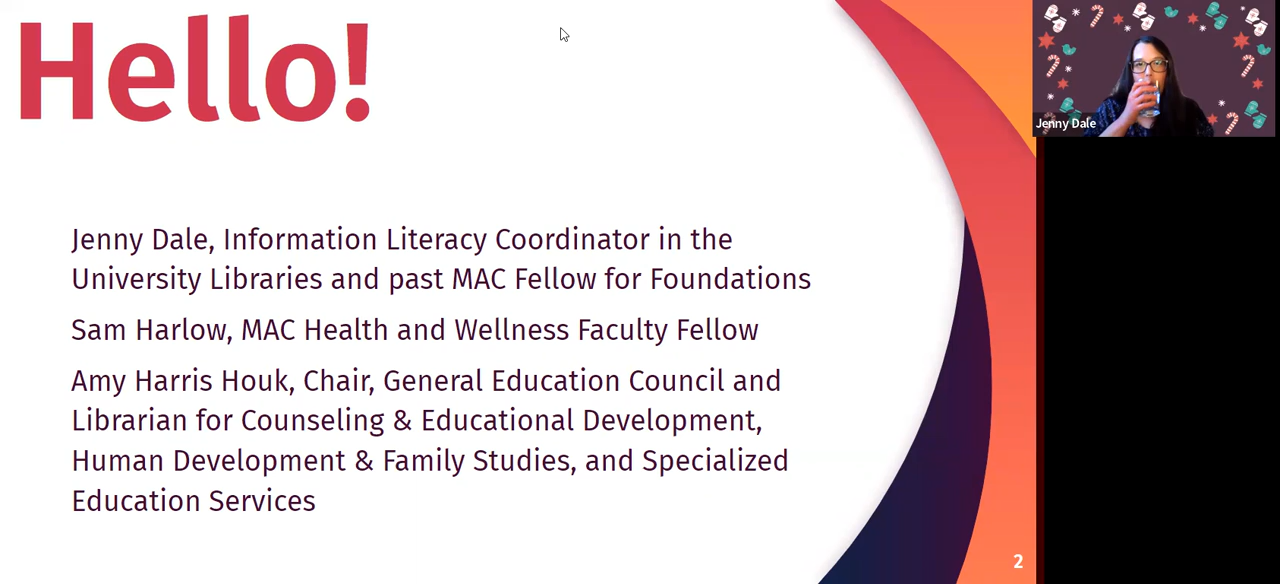 Hello!
Jenny Dale
Jenny Dale, Information Literacy Coordinator in the
University Libraries and past MAC Fellow for Foundations
Sam Harlow, MAC Health and Wellness Faculty Fellow
Amy Harris Houk, Chair, General Education Council and
Librarian for Counseling & Educational Development,
Human Development & Family Studies, and Specialized
Education Services
2